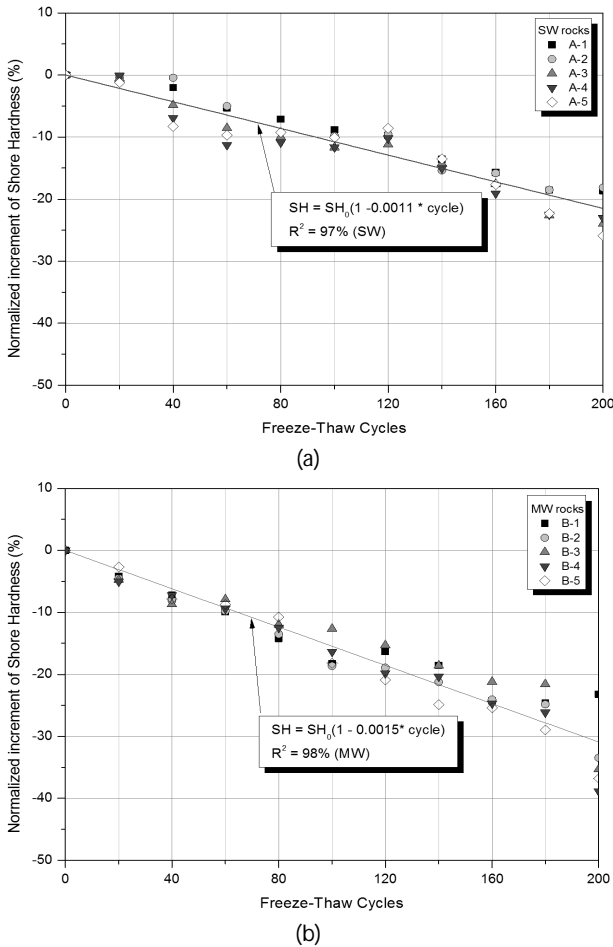 10
0
-10
-20
-30
-40
-50
Normalized increment of Shore Hardness (%)
SW rocks
A-1
A-2
A-3
A-4
A-5
SH = SH₀(1 -0.0011 * cycle)
R² = 97% (SW)
0 40 80 120 160 200
Freeze-Thaw Cycles
(a)
10
0
-10
-20
-30
-40
-50
Normalized increment of Shore Hardness (%)
MW rocks
B-1
B-2
B-3
B-4
B-5
SH = SH₀(1 - 0.0015* cycle)
R² = 98% (MW)
0 40 80 120 160 200
Freeze-Thaw Cycles
(b)